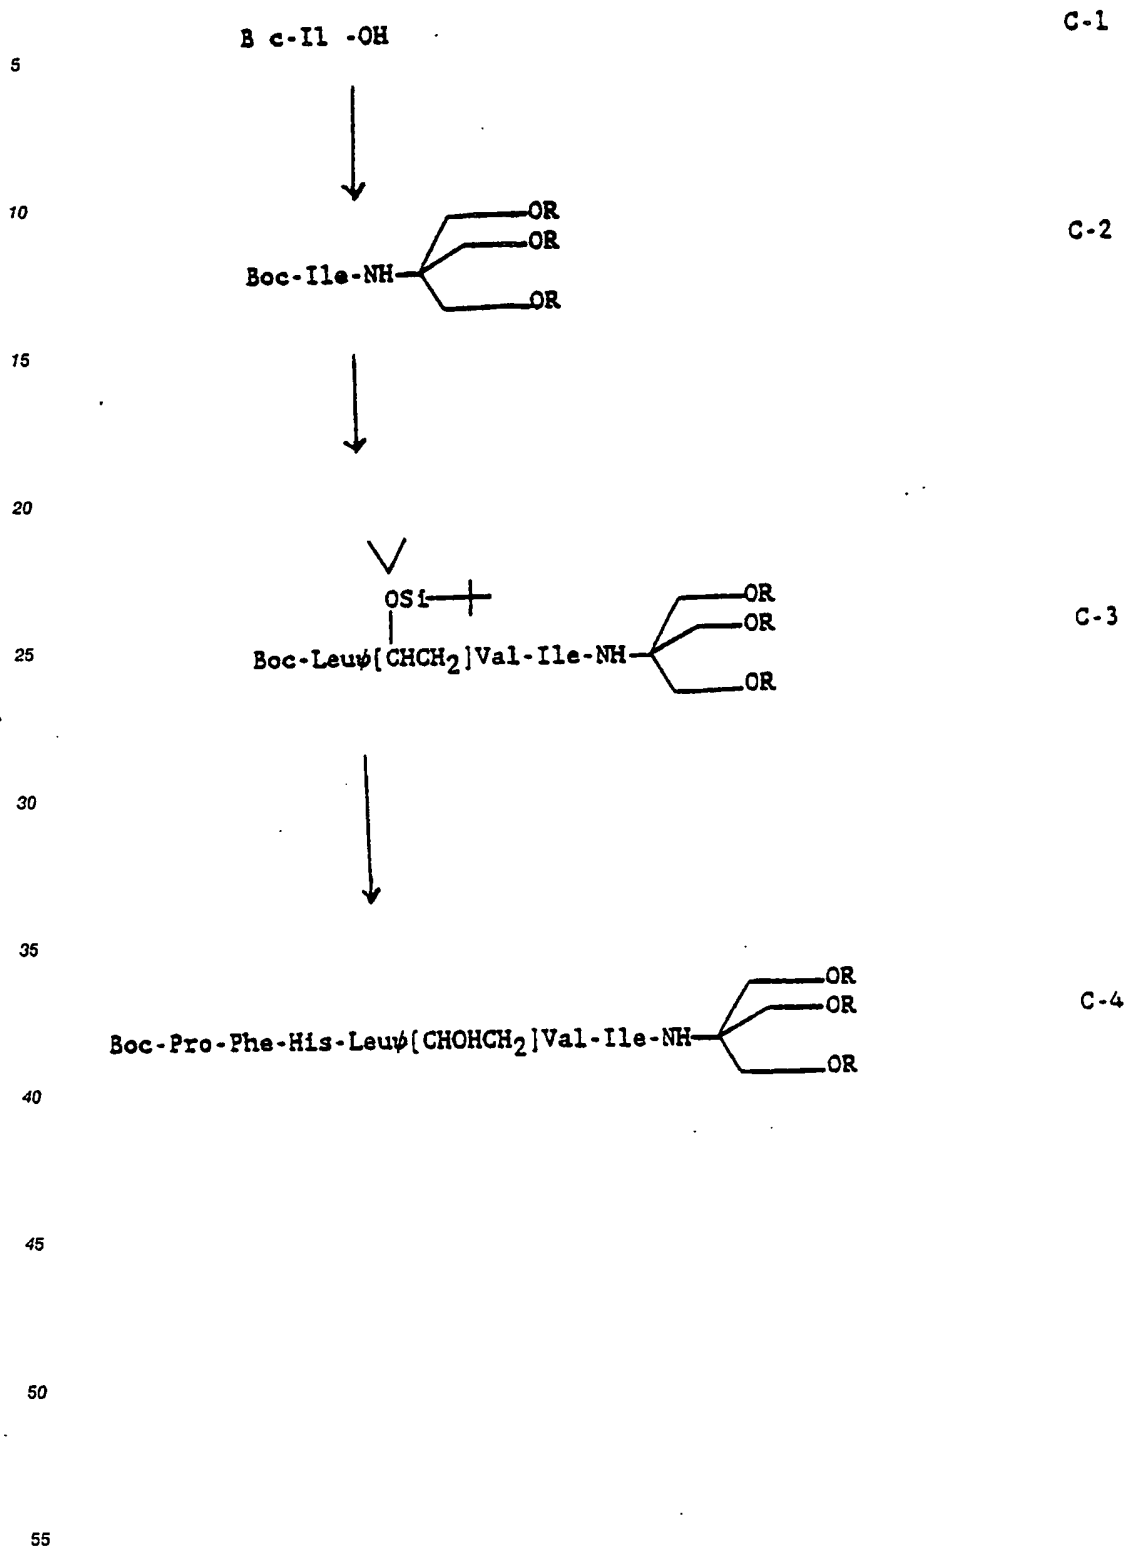 C-1
B c-Il -OH
5
10
OR
OR
C-2
Boc-Ile-NH
OR
15
20
OSi
OR
OR
C-3
25
Boc-Leuψ[CHCH₂]Val-Ile-NH
OR
30
35
OR
OR
C-4
Boc-Pro-Phe-His-Leuψ[CHOHCH₂]Val-Ile-NH
OR
40
45
50
55